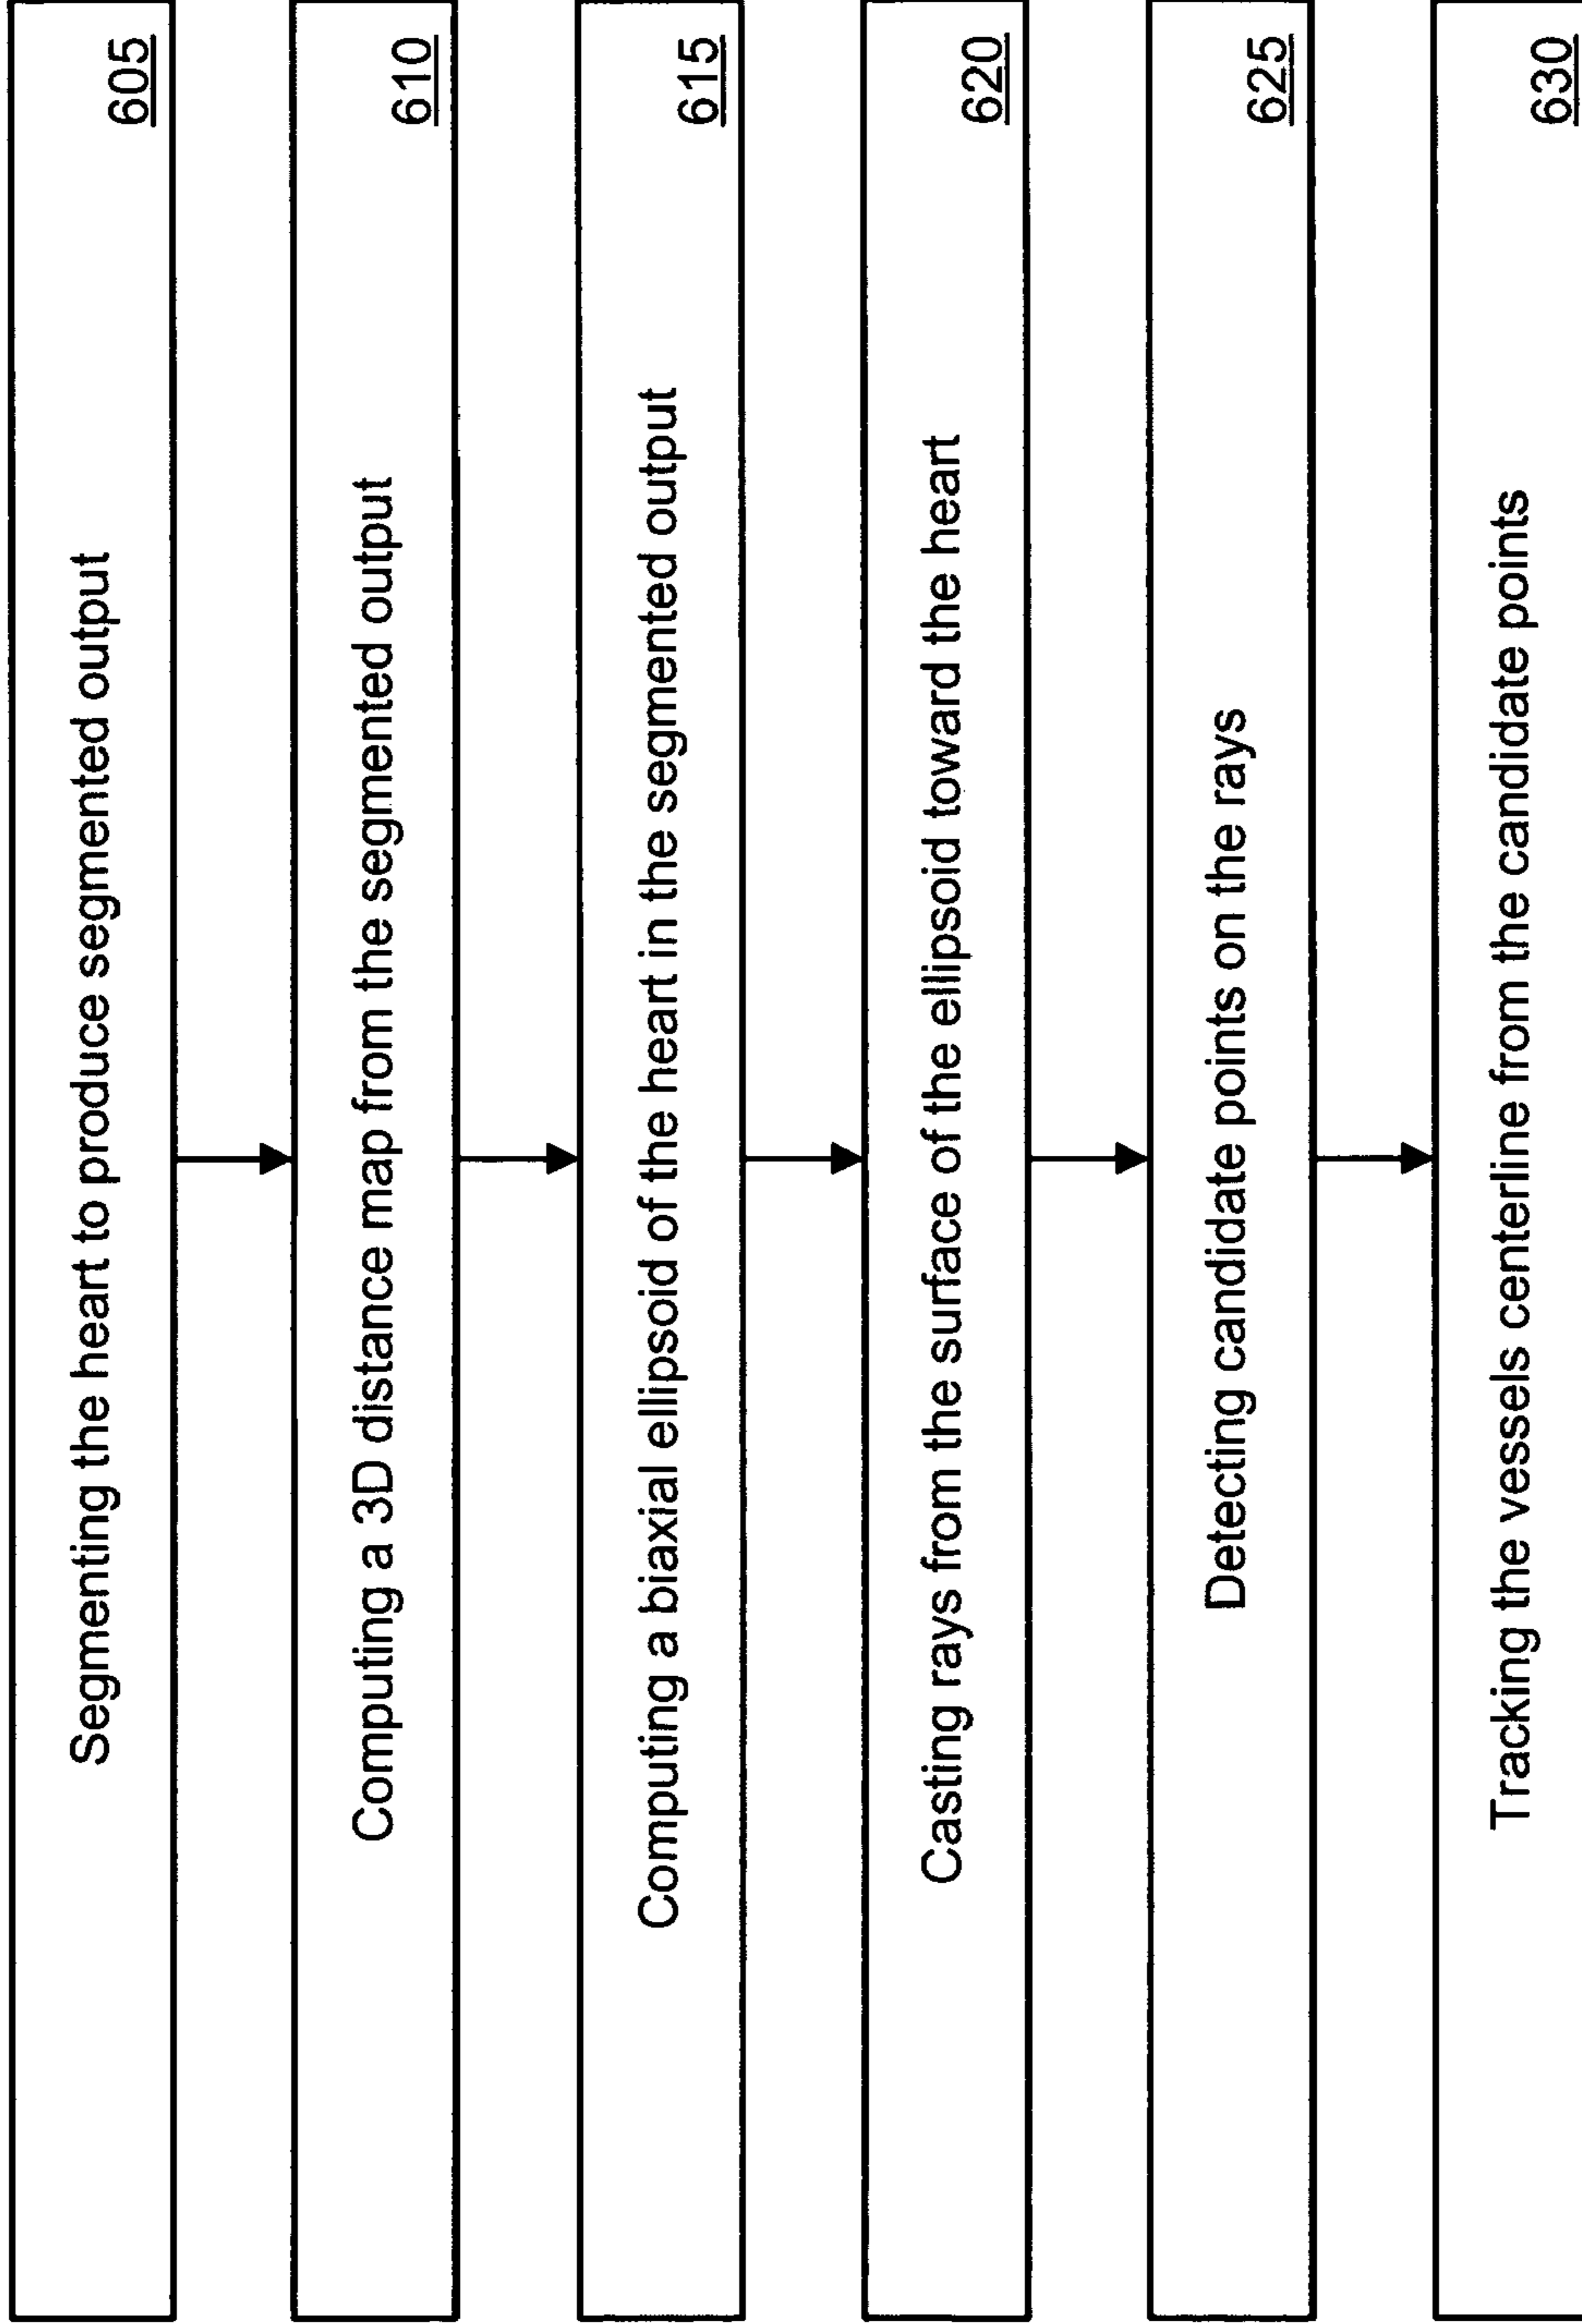 Segmenting the heart to produce segmented output
605
Computing a 3D distance map from the segmented output
610
Computing a biaxial ellipsoid of the heart in the segmented output
615
Casting rays from the surface of the ellipsoid toward the heart
620
Detecting candidate points on the rays
625
Tracking the vessels centerline from the candidate points
630